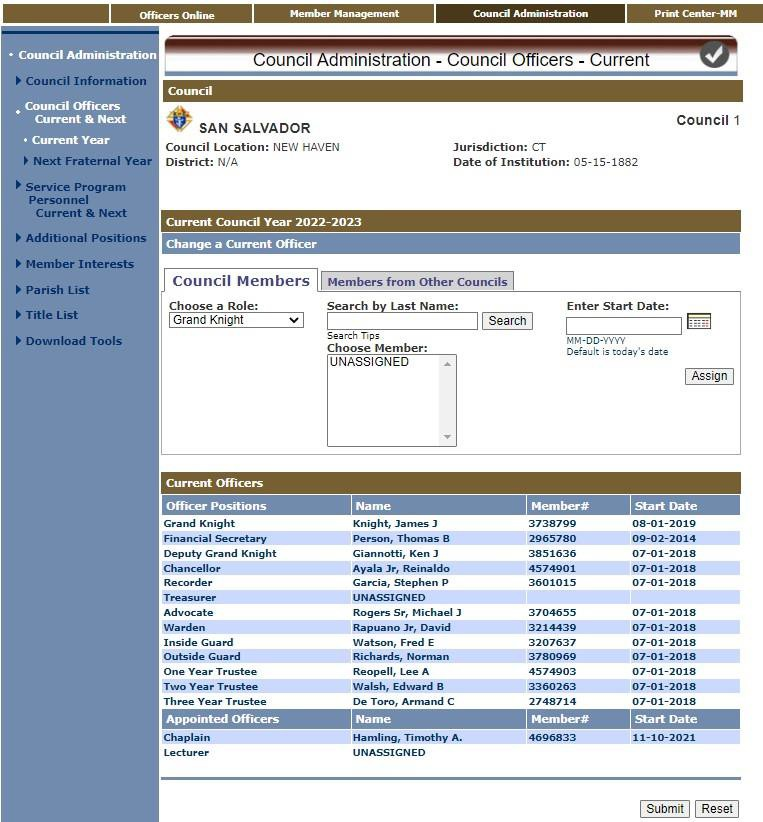 Officers Online Member Management Council Administration Print Center-MM
Council Administration
Council Information
Council Officers
Current & Next
Current Year
Next Fraternal Year
Service Program
Personnel
Current & Next
Additional Positions
Member Interests
Parish List
Title List
Download Tools
Council Administration - Council Officers - Current
Council
SAN SALVADOR Council 1
Council Location: NEW HAVEN Jurisdiction: CT
District: N/A Date of Institution: 05-15-1882
Current Council Year 2022-2023
Change a Current Officer
Council Members Members from Other Councils
Choose a Role: Search by Last Name: Enter Start Date:
Grand Knight Search
Search Tips MM-DD-YYYY
Choose Member: Default is today's date
UNASSIGNED
Assign
Current Officers
Officer Positions Name Member# Start Date
Grand Knight Knight, James J 3738799 08-01-2019
Financial Secretary Person, Thomas B 2965780 09-02-2014
Deputy Grand Knight Giannotti, Ken J 3851636 07-01-2018
Chancellor Ayala Jr, Reinaldo 4574901 07-01-2018
Recorder Garcia, Stephen P 3601015 07-01-2018
Treasurer UNASSIGNED
Advocate Rogers Sr, Michael J 3704655 07-01-2018
Warden Rapuano Jr, David 3214439 07-01-2018
Inside Guard Watson, Fred E 3207637 07-01-2018
Outside Guard Richards, Norman 3780969 07-01-2018
One Year Trustee Reopell, Lee A 4574903 07-01-2018
Two Year Trustee Walsh, Edward B 3360263 07-01-2018
Three Year Trustee De Toro, Armand C 2748714 07-01-2018
Appointed Officers Name Member# Start Date
Chaplain Hamling, Timothy A. 4696833 11-10-2021
Lecturer UNASSIGNED
Submit Reset